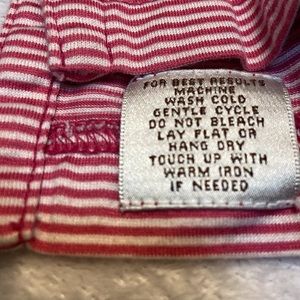 FOR BEST RESULTS
MACHINE
WASH COLD
GENTLE CYCLE
DO NOT BLEACH
LAY FLAT OR
HANG DRY
TOUCH UP WITH
WARM IRON
IF NEEDED